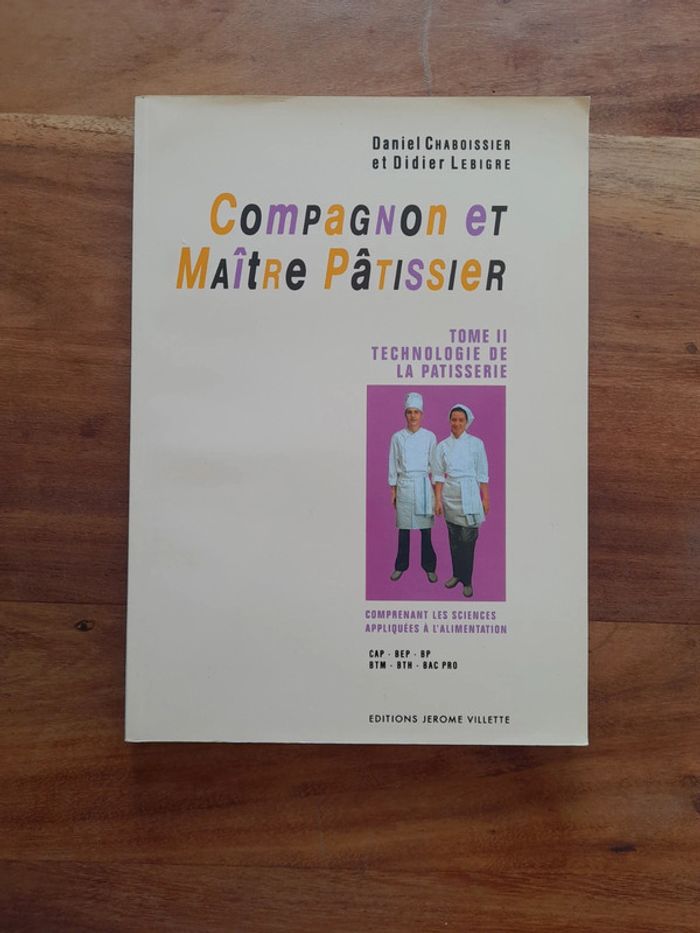 Daniel CHABOISSIER
et Didier LEBIGRE
COMPAGNON ET
MAÎTRE PÂTISSIER
TOME II
TECHNOLOGIE DE
LA PATISSERIE
COMPRENANT LES SCIENCES
APPLIQUÉES À L'ALIMENTATION
CAP · BEP · BP
BTM · BTH · BAC PRO
EDITIONS JEROME VILLETTE